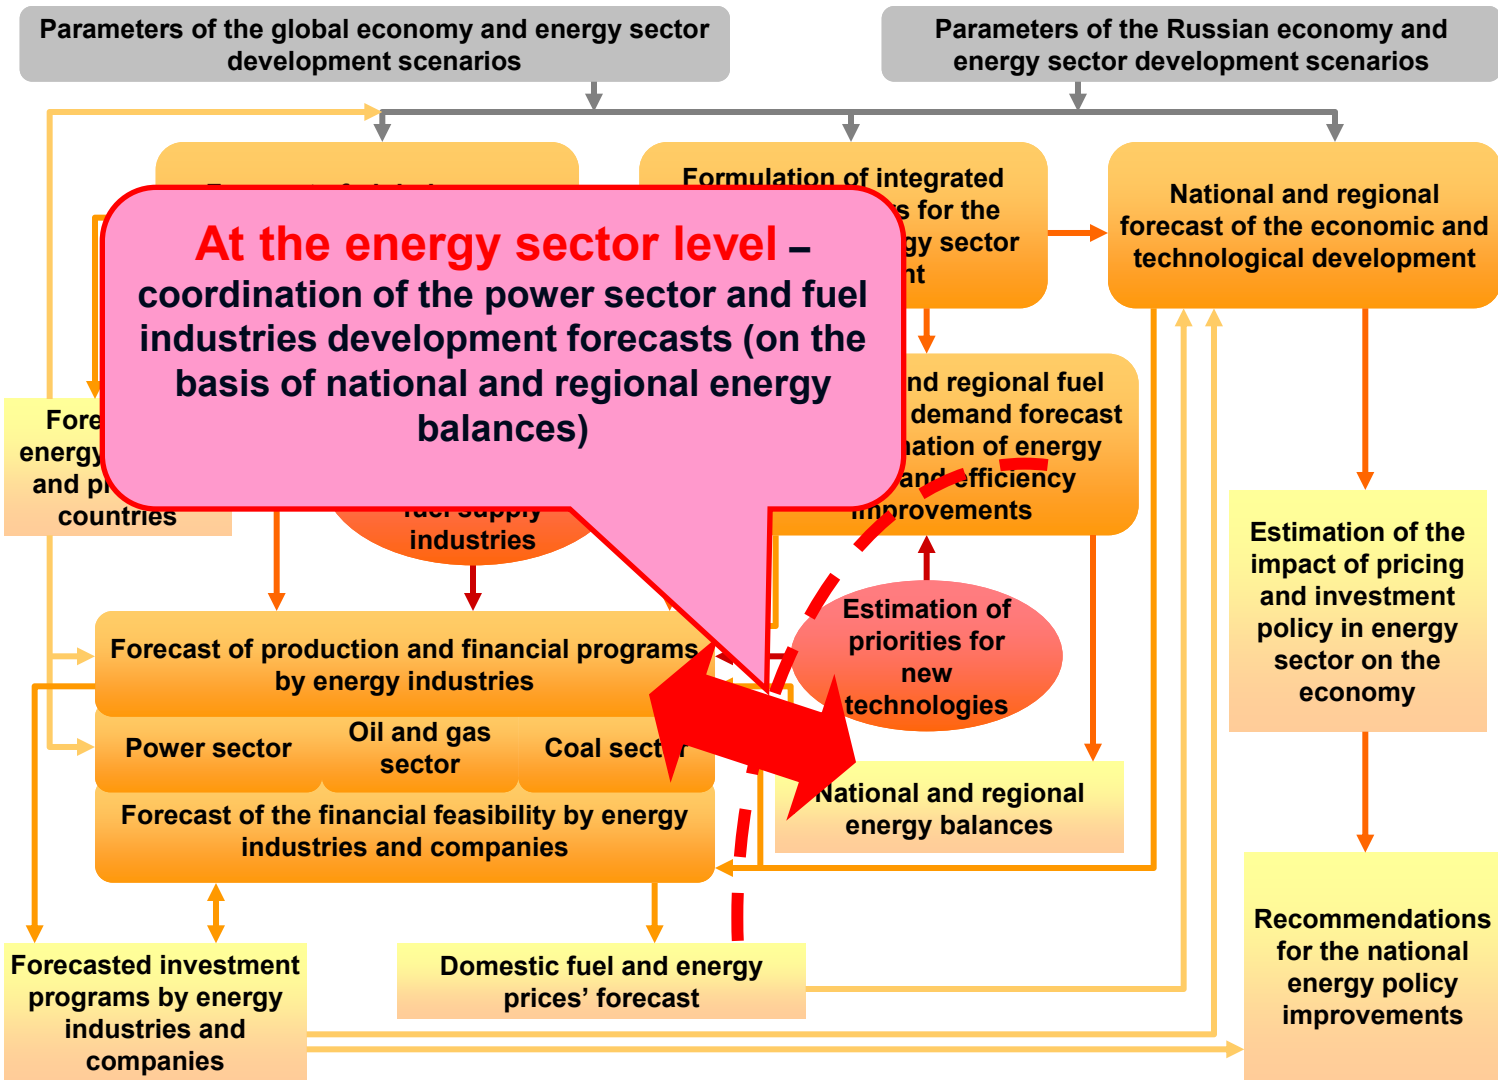 Parameters of the global economy and energy sector
development scenarios
Parameters of the Russian economy and
energy sector development scenarios
Formulation of integrated
for the
sector
National and regional
forecast of the economic and
technological development
At the energy sector level –
coordination of the power sector and fuel
industries development forecasts (on the
basis of national and regional energy
balances)
regional fuel
demand forecast
of energy
and efficiency
improvements
energy
and
countries
fuel supply
industries
Estimation of the
impact of pricing
and investment
policy in energy
sector on the
economy
Estimation of
priorities for
new
technologies
Forecast of production and financial programs
by energy industries
Power sector
Oil and gas
sector
Coal sector
National and regional
energy balances
Forecast of the financial feasibility by energy
industries and companies
Recommendations
for the national
energy policy
improvements
Forecasted investment
programs by energy
industries and
companies
Domestic fuel and energy
prices’ forecast